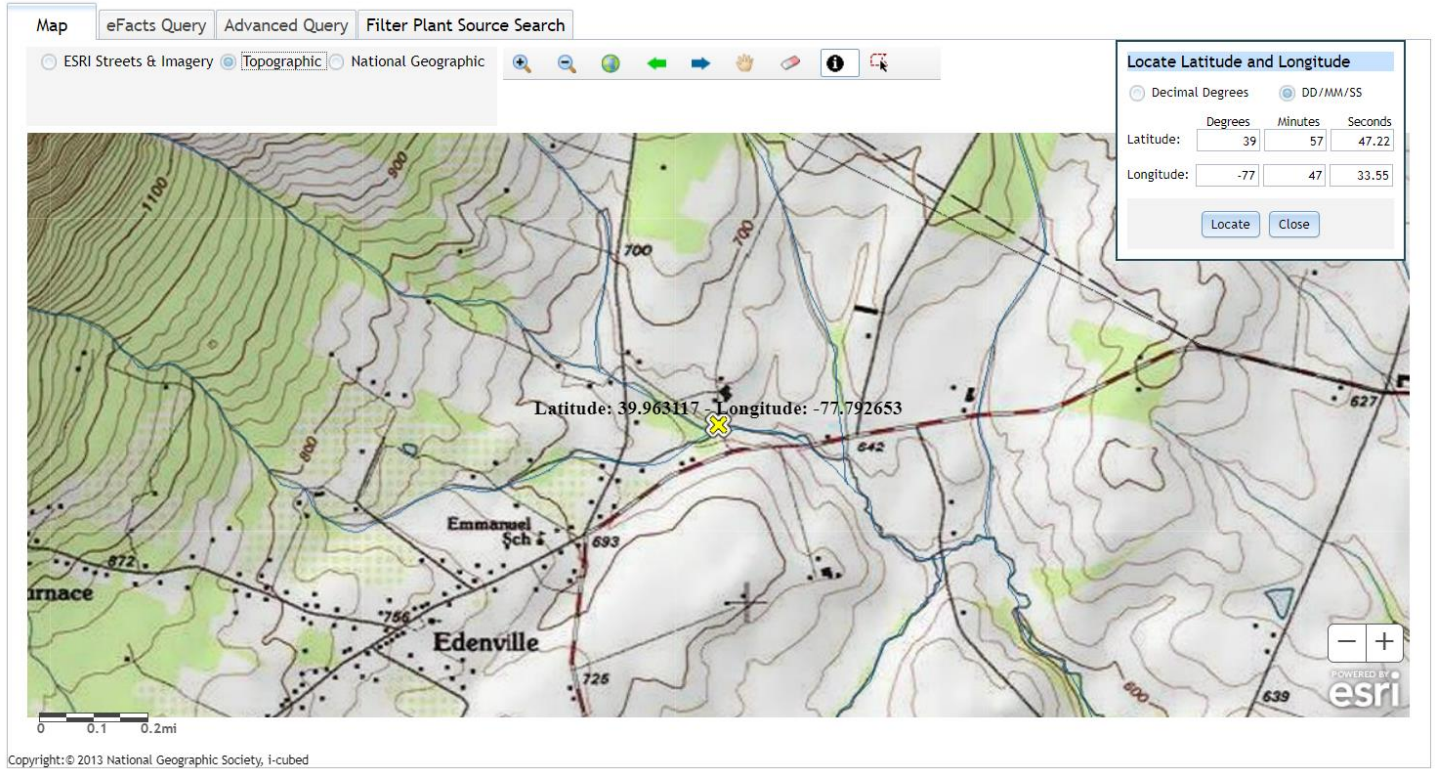 Map eFacts Query Advanced Query Filter Plant Source Search
ESRI Streets & Imagery Topographic National Geographic
Locate Latitude and Longitude
Decimal Degrees DD/MM/SS
Degrees Minutes Seconds
Latitude: 39 57 47.22
Longitude: -77 47 33.55
Locate Close
1100
900
700
700
Latitude: 39.963117 - Longitude: -77.792653
627
642
800
Emmanuel
Sch
693
872
urnace
756
Edenville
725
600
639
POWERED BY
esri
0 0.1 0.2mi
Copyright:© 2013 National Geographic Society, i-cubed